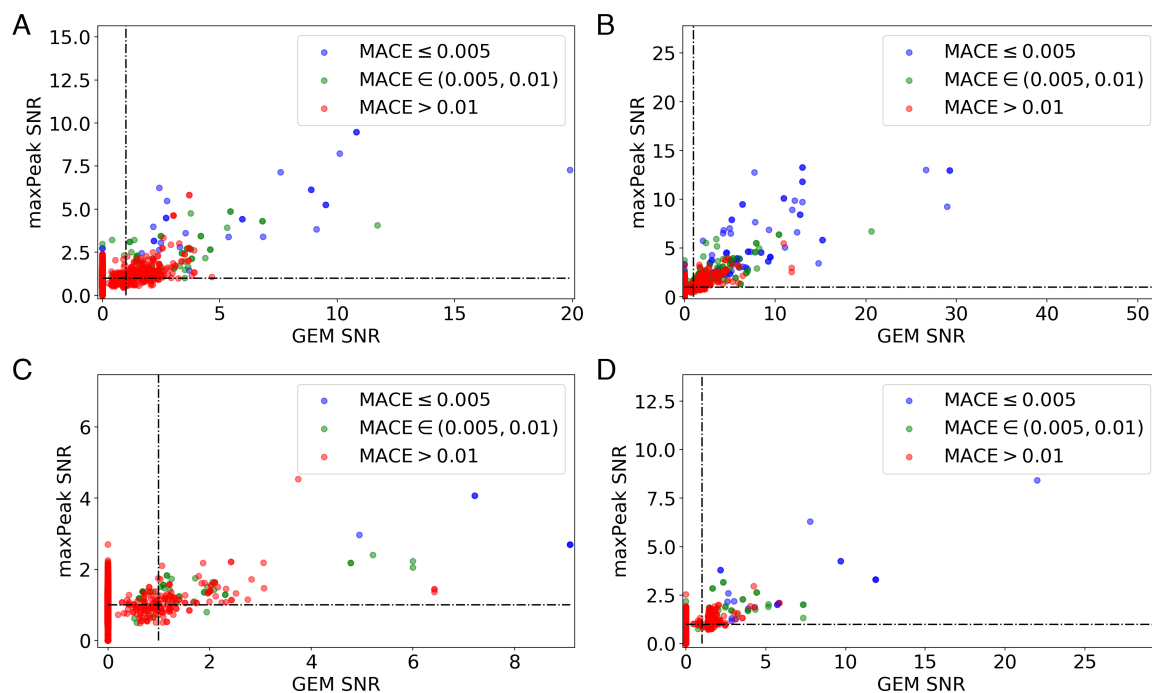 A
15.0
12.5
10.0
7.5
5.0
2.5
0.0
maxPeak SNR
MACE ≤ 0.005
MACE ∈ (0.005, 0.01)
MACE > 0.01
0 5 10 15 20
GEM SNR
B
25
20
15
10
5
0
maxPeak SNR
MACE ≤ 0.005
MACE ∈ (0.005, 0.01)
MACE > 0.01
0 10 20 30 40 50
GEM SNR
C
6
4
2
0
maxPeak SNR
MACE ≤ 0.005
MACE ∈ (0.005, 0.01)
MACE > 0.01
0 2 4 6 8
GEM SNR
D
12.5
10.0
7.5
5.0
2.5
0.0
maxPeak SNR
MACE ≤ 0.005
MACE ∈ (0.005, 0.01)
MACE > 0.01
0 5 10 15 20 25
GEM SNR